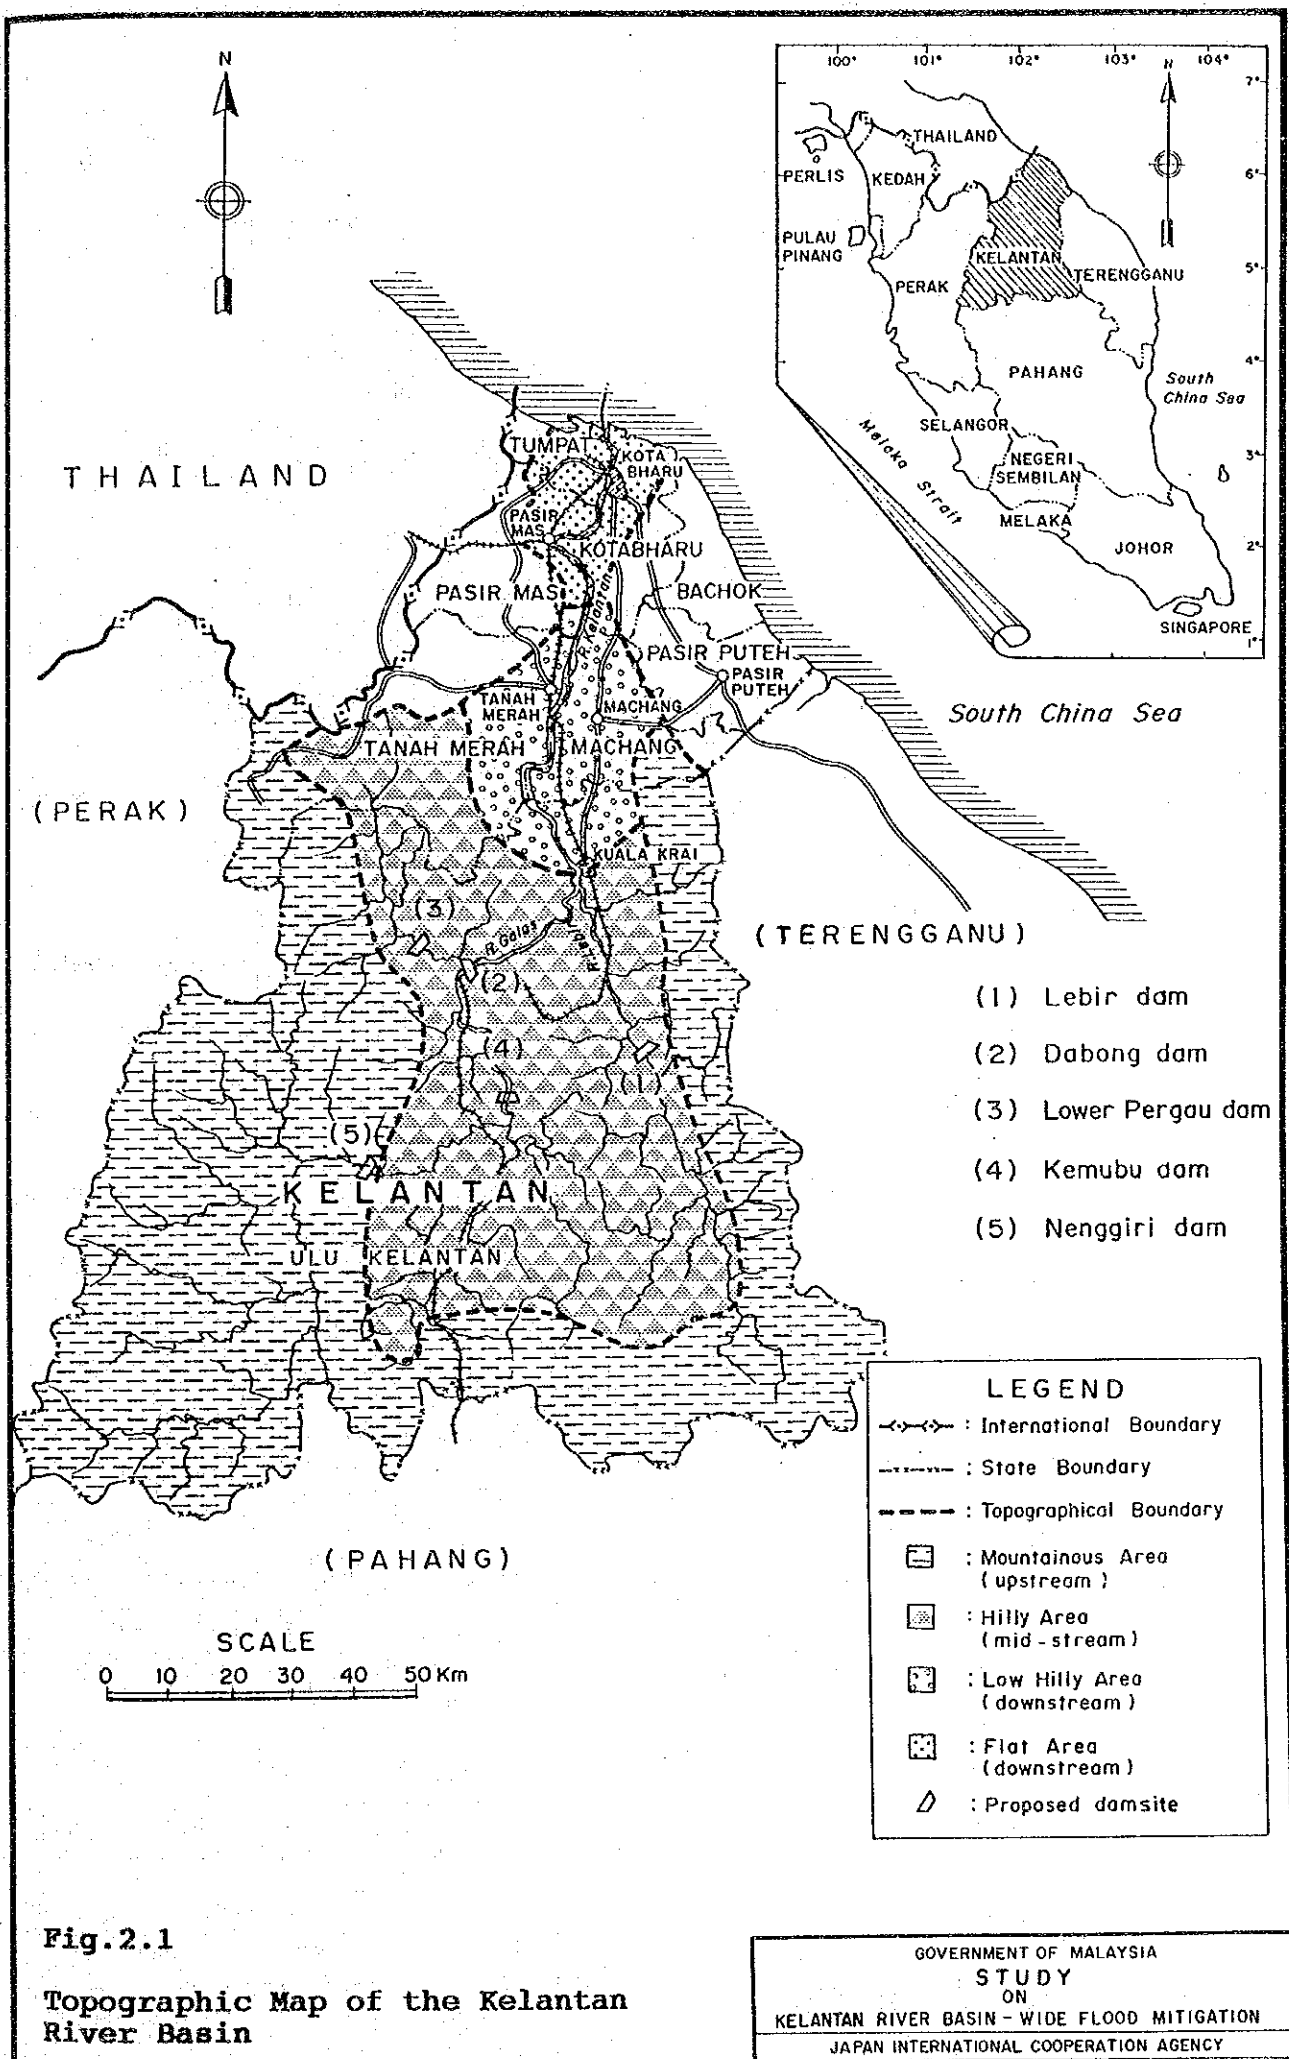 N
THAILAND
(PERAK)
(TERENGGANU)
(PAHANG)
South China Sea
TUMPAT
KOTA
BHARU
PASIR
MAS
KOTABHARU
PASIR MAS
BACHOK
R. Kelantan
PASIR PUTEH
PASIR
PUTEH
TANAH
MERAH
MACHANG
TANAH MERAH
MACHANG
KUALA KRAI
(3)
R. Galas
(2)
(4)
(1)
(5)
KELANTAN
ULU KELANTAN
100° 101° 102° 103° 104°
N
7°
6°
5°
4°
3°
2°
1°
THAILAND
PERLIS
KEDAH
PULAU
PINANG
KELANTAN
TERENGGANU
PERAK
PAHANG
South
China Sea
SELANGOR
Melaka Strait
NEGERI
SEMBILAN
MELAKA
JOHOR
SINGAPORE
(1) Lebir dam
(2) Dabong dam
(3) Lower Pergau dam
(4) Kemubu dam
(5) Nenggiri dam
LEGEND
: International Boundary
: State Boundary
: Topographical Boundary
: Mountainous Area
(upstream)
: Hilly Area
(mid-stream)
: Low Hilly Area
(downstream)
: Flat Area
(downstream)
: Proposed damsite
SCALE
0 10 20 30 40 50 Km
Fig.2.1
Topographic Map of the Kelantan
River Basin
GOVERNMENT OF MALAYSIA
STUDY
ON
KELANTAN RIVER BASIN - WIDE FLOOD MITIGATION
JAPAN INTERNATIONAL COOPERATION AGENCY